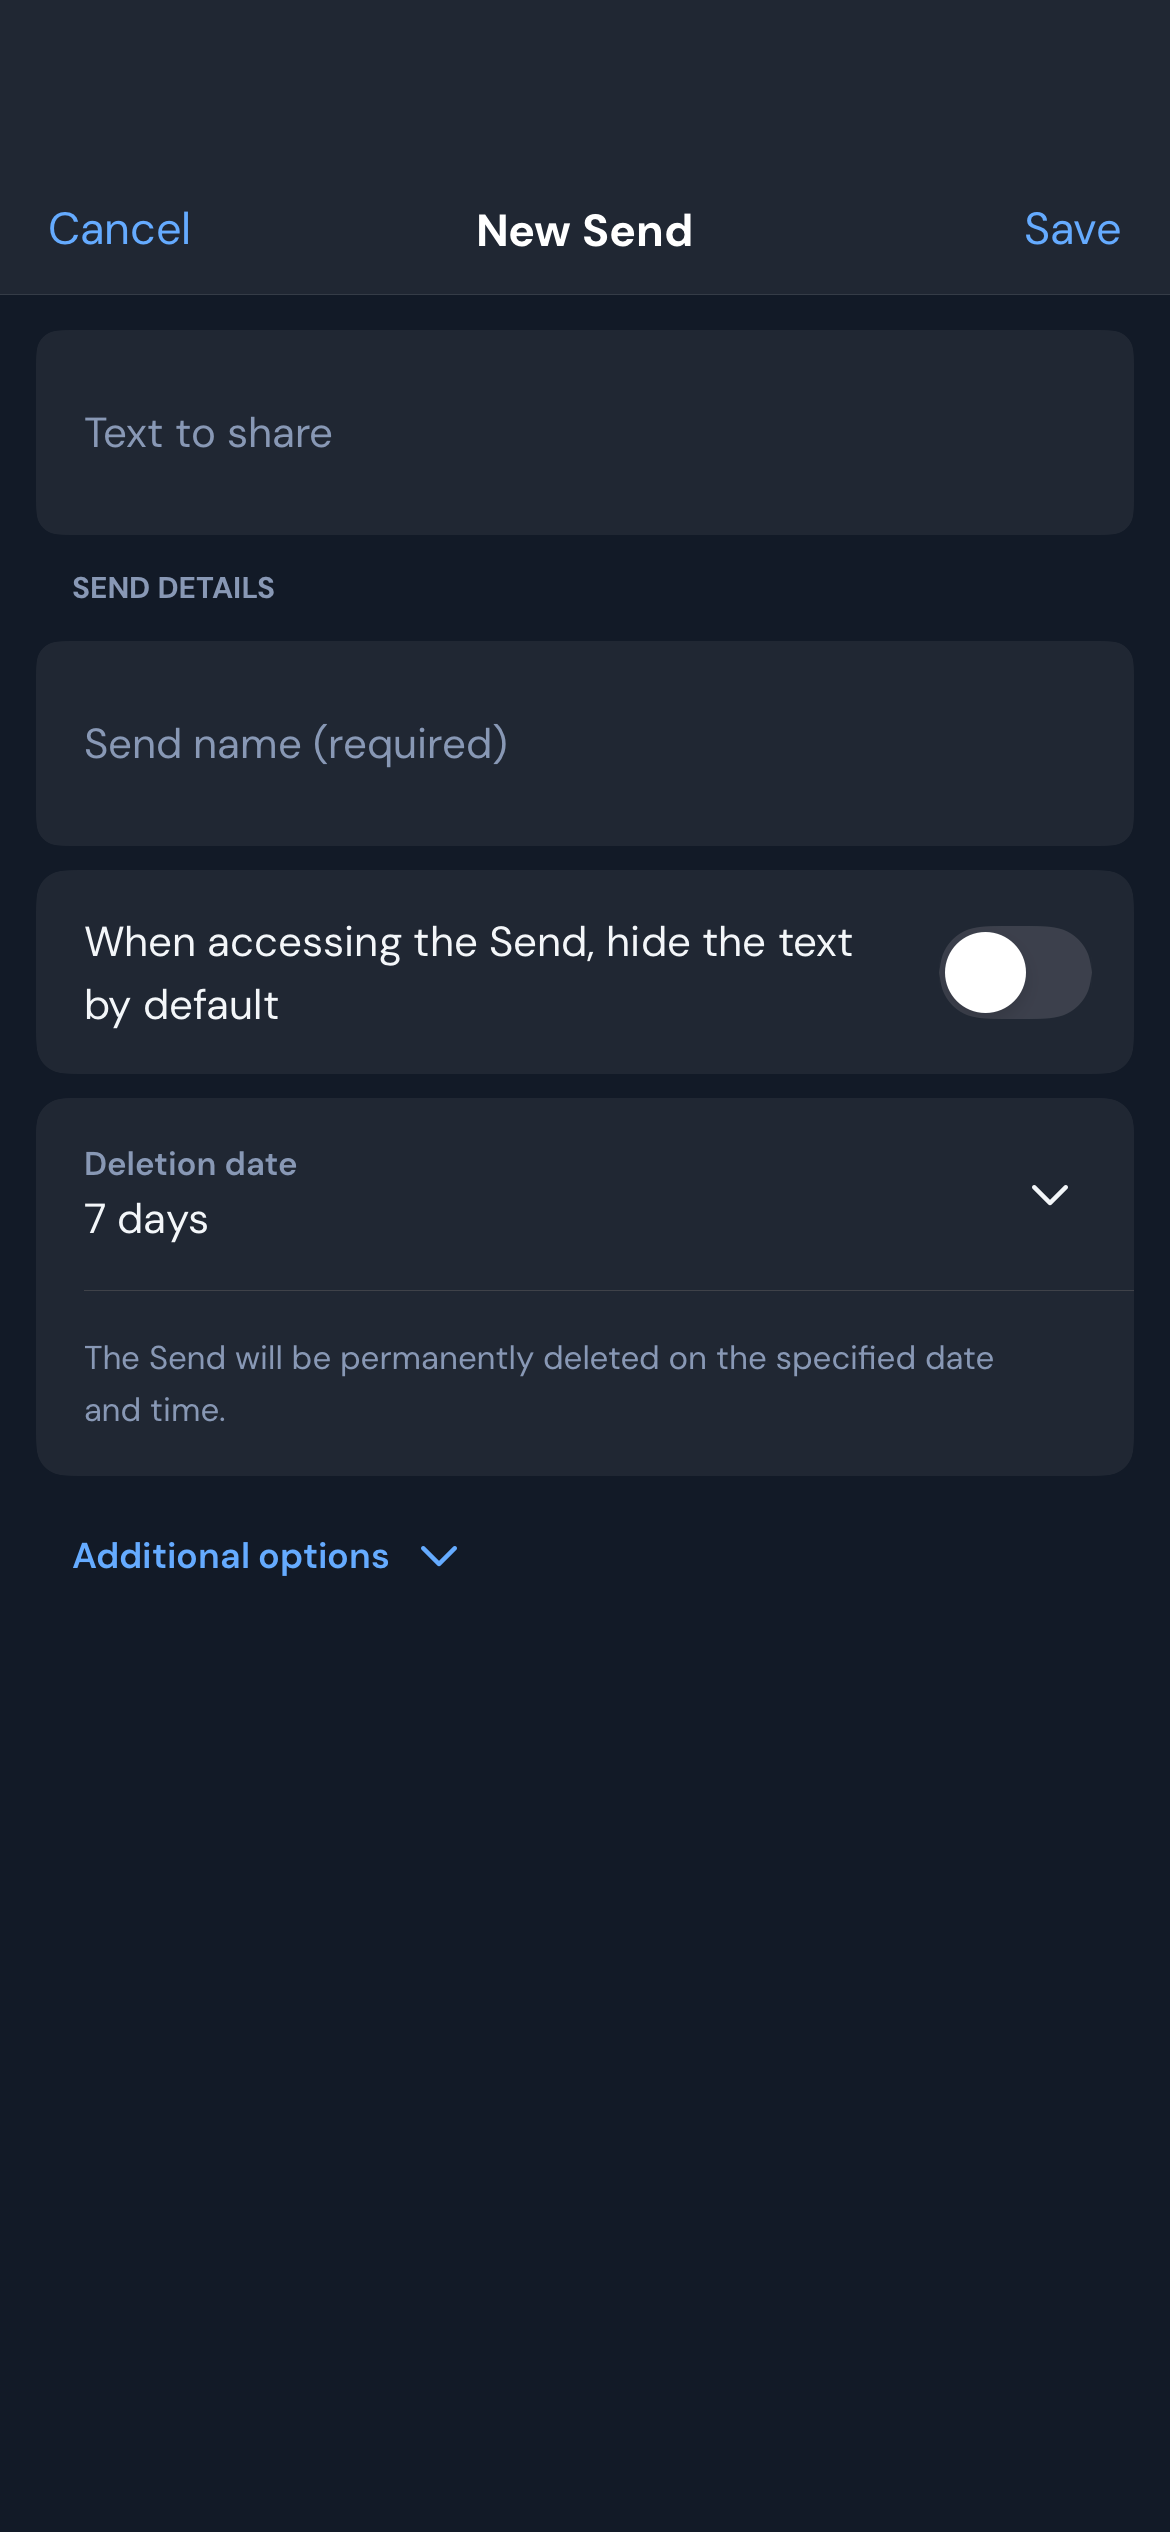 Cancel
New Send
Save
Text to share
SEND DETAILS
Send name (required)
When accessing the Send, hide the text
by default
Deletion date
7 days
The Send will be permanently deleted on the specified date
and time.
Additional options